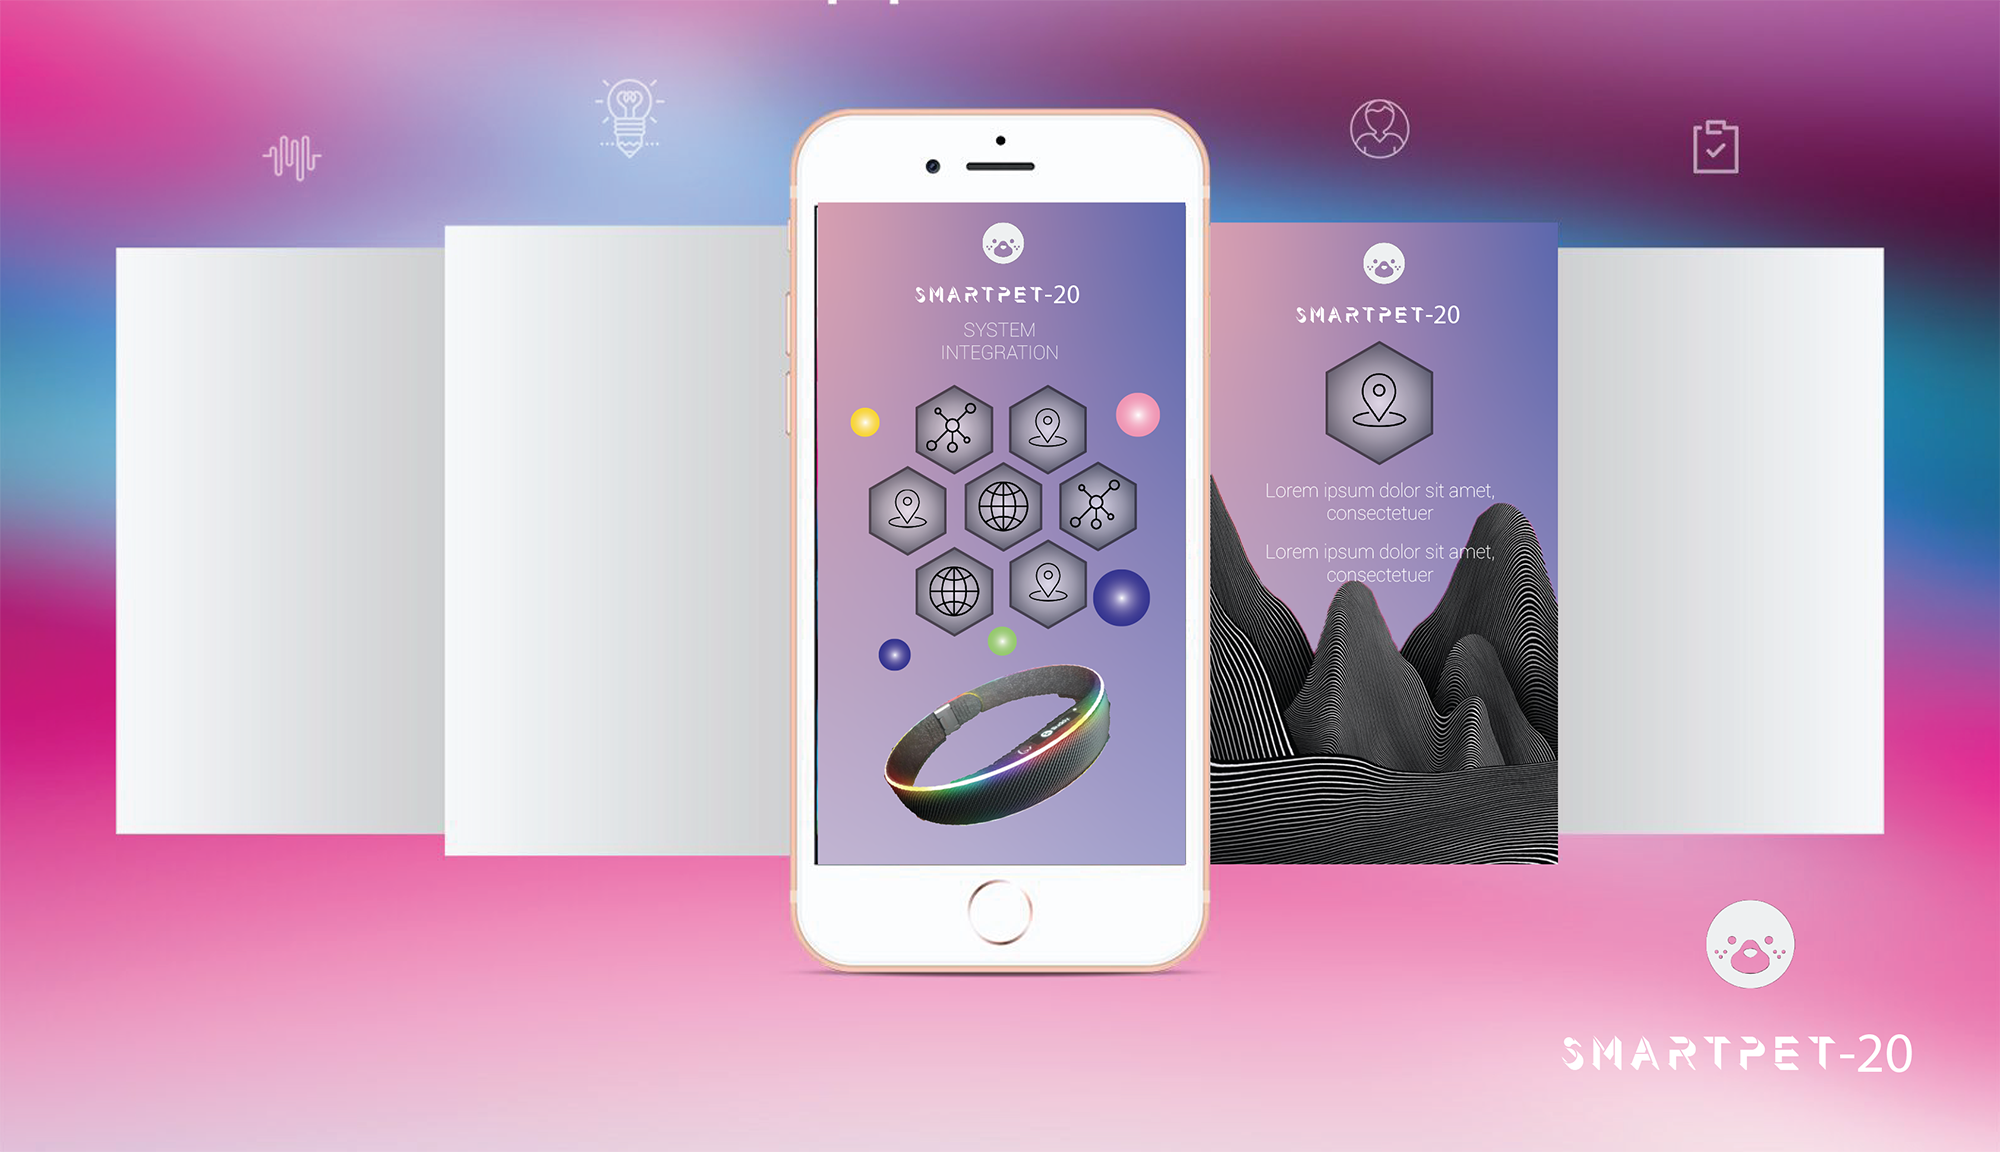 SMARTPET-20
SYSTEM
INTEGRATION
Buddy
SMARTPET-20
Lorem ipsum dolor sit amet,
consectetuer
Lorem ipsum dolor sit amet,
consectetuer
SMARTPET-20